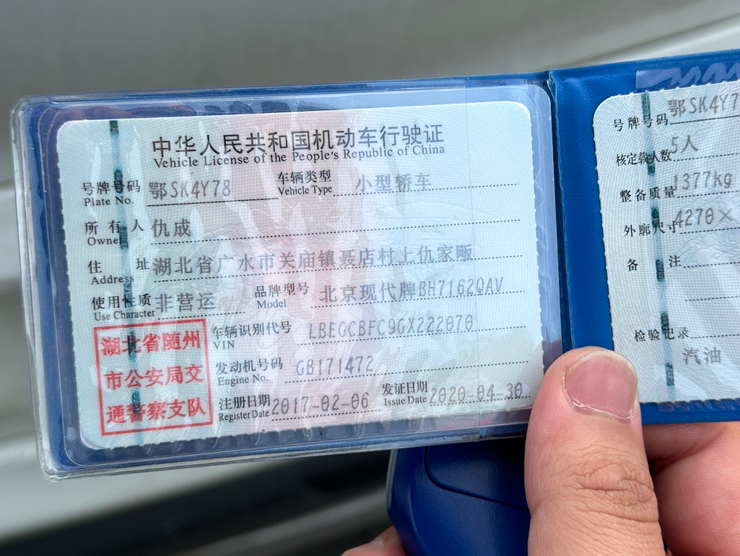 中华人民共和国机动车行驶证
Vehicle License of the People's Republic of China
号牌号码 鄂SK4Y78 车辆类型 小型轿车
Plate No. Vehicle Type
所有人 仇成
Owner
住址 湖北省广水市关庙镇聂店村上仇家畈
Address
使用性质 非营运 品牌型号 北京现代牌BH7162QAV
Use Character Model
湖北省随州
市公安局交
通警察支队
车辆识别代号 LBEGCBFC9GX222070
VIN
发动机号码 GB171472
Engine No.
注册日期 2017-02-06 发证日期 2020-04-30
Register Date Issue Date
号牌号码 鄂SK4Y7
核定载人数 5人
整备质量 1377kg
外廓尺寸 4270×
备注
检验记录
汽油